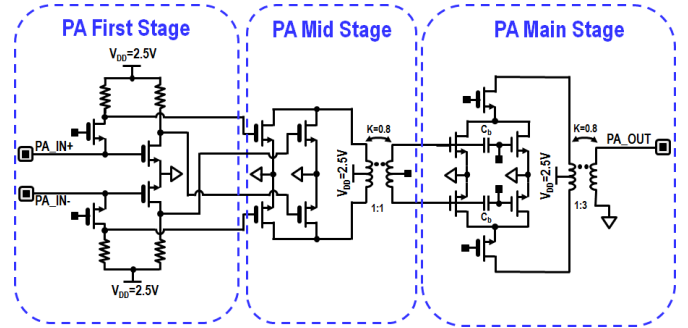 PA First Stage
PA Mid Stage
PA Main Stage
VDD=2.5V
PA_IN+
PA_IN-
VDD=2.5V
K=0.8
VDD=2.5V
1:1
Cb
Cb
K=0.8
PA_OUT
VDD=2.5V
1:3